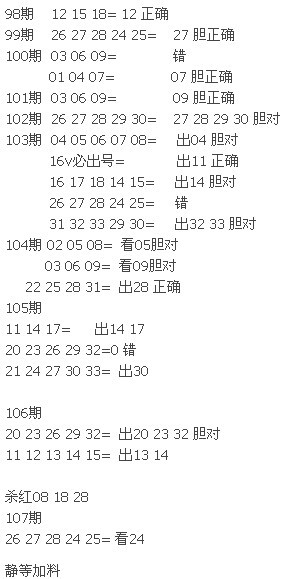 98期 12 15 18= 12 正确
99期 26 27 28 24 25= 27 胆正确
100期 03 06 09= 错
01 04 07= 07 胆正确
101期 03 06 09= 09 胆正确
102期 26 27 28 29 30= 27 28 29 30 胆对
103期 04 05 06 07 08= 出04 胆对
16v必出号= 出11 正确
16 17 18 14 15= 出14 胆对
26 27 28 24 25= 错
31 32 33 29 30= 出32 33 胆对
104期 02 05 08= 看05胆对
03 06 09= 看09胆对
22 25 28 31= 出28 正确
105期
11 14 17= 出14 17
20 23 26 29 32=0 错
21 24 27 30 33= 出30
106期
20 23 26 29 32= 出20 23 32 胆对
11 12 13 14 15= 出13 14
杀红08 18 28
107期
26 27 28 24 25= 看24
静等加料